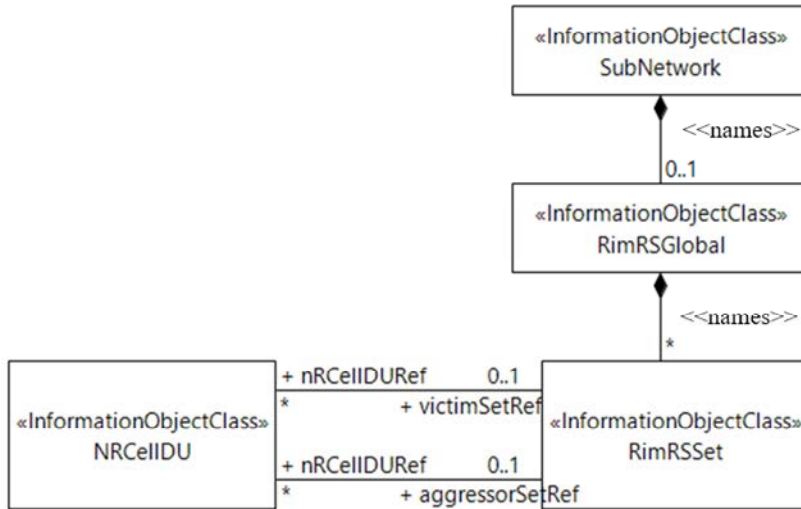 «InformationObjectClass»
SubNetwork
<<names>>
0..1
«InformationObjectClass»
RimRSGlobal
<<names>>
*
+ nRCellDURef 0..1
* + victimSetRef
«InformationObjectClass»
NRCellDU
«InformationObjectClass»
RimRSSet
+ nRCellDURef 0..1
* + aggressorSetRef